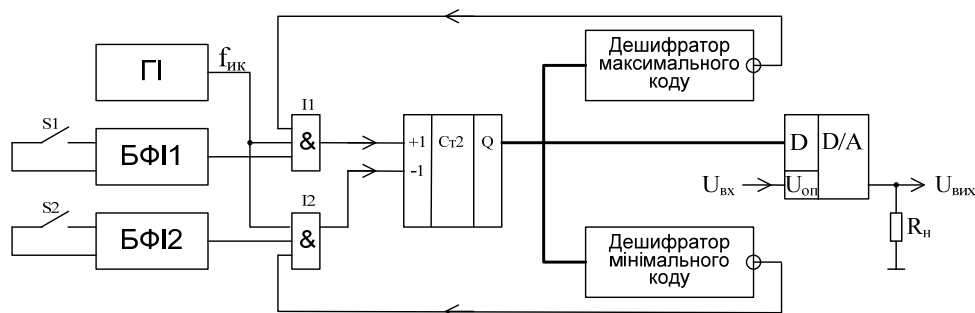 ГІ
fик
Дешифратор
максимального
коду
S1
БФІ1
І1
&
+1
-1
Ст2
Q
D
D/A
Uвх
Uоп
Uвих
Rн
S2
БФІ2
І2
&
Дешифратор
мінімального
коду